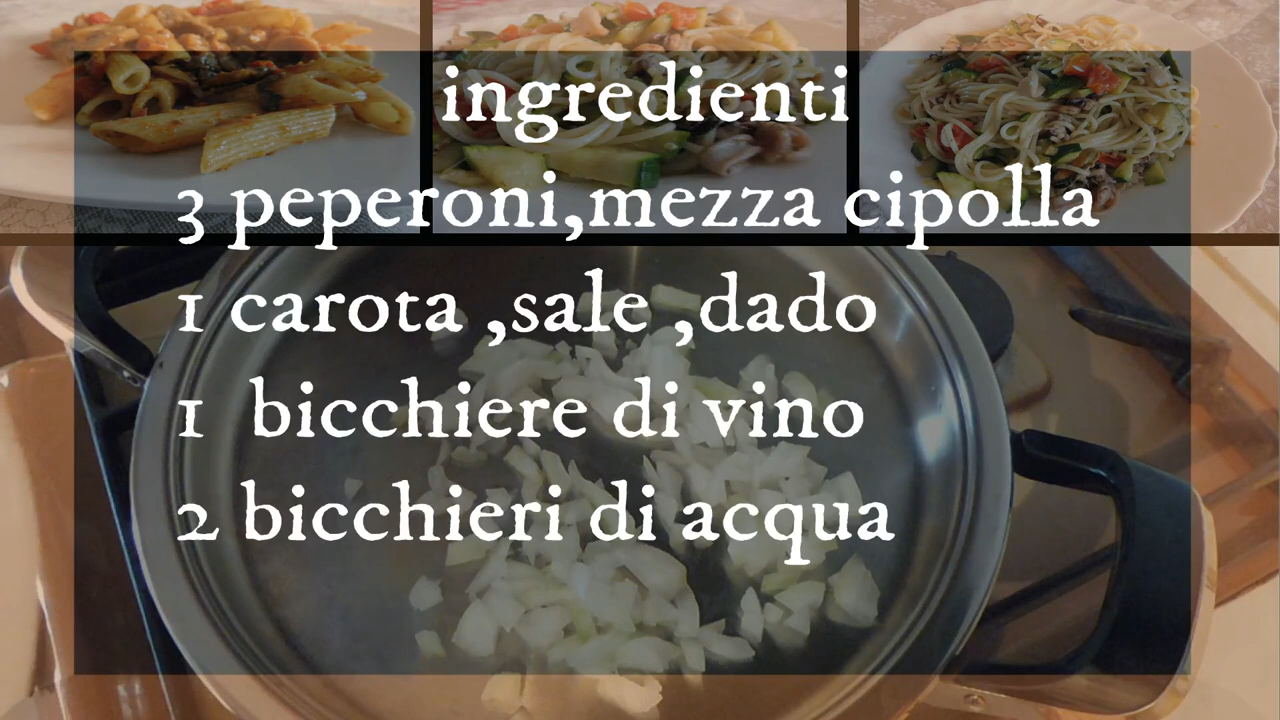 ingredienti
3 peperoni,mezza cipolla
1 carota ,sale ,dado
1 bicchiere di vino
2 bicchieri di acqua